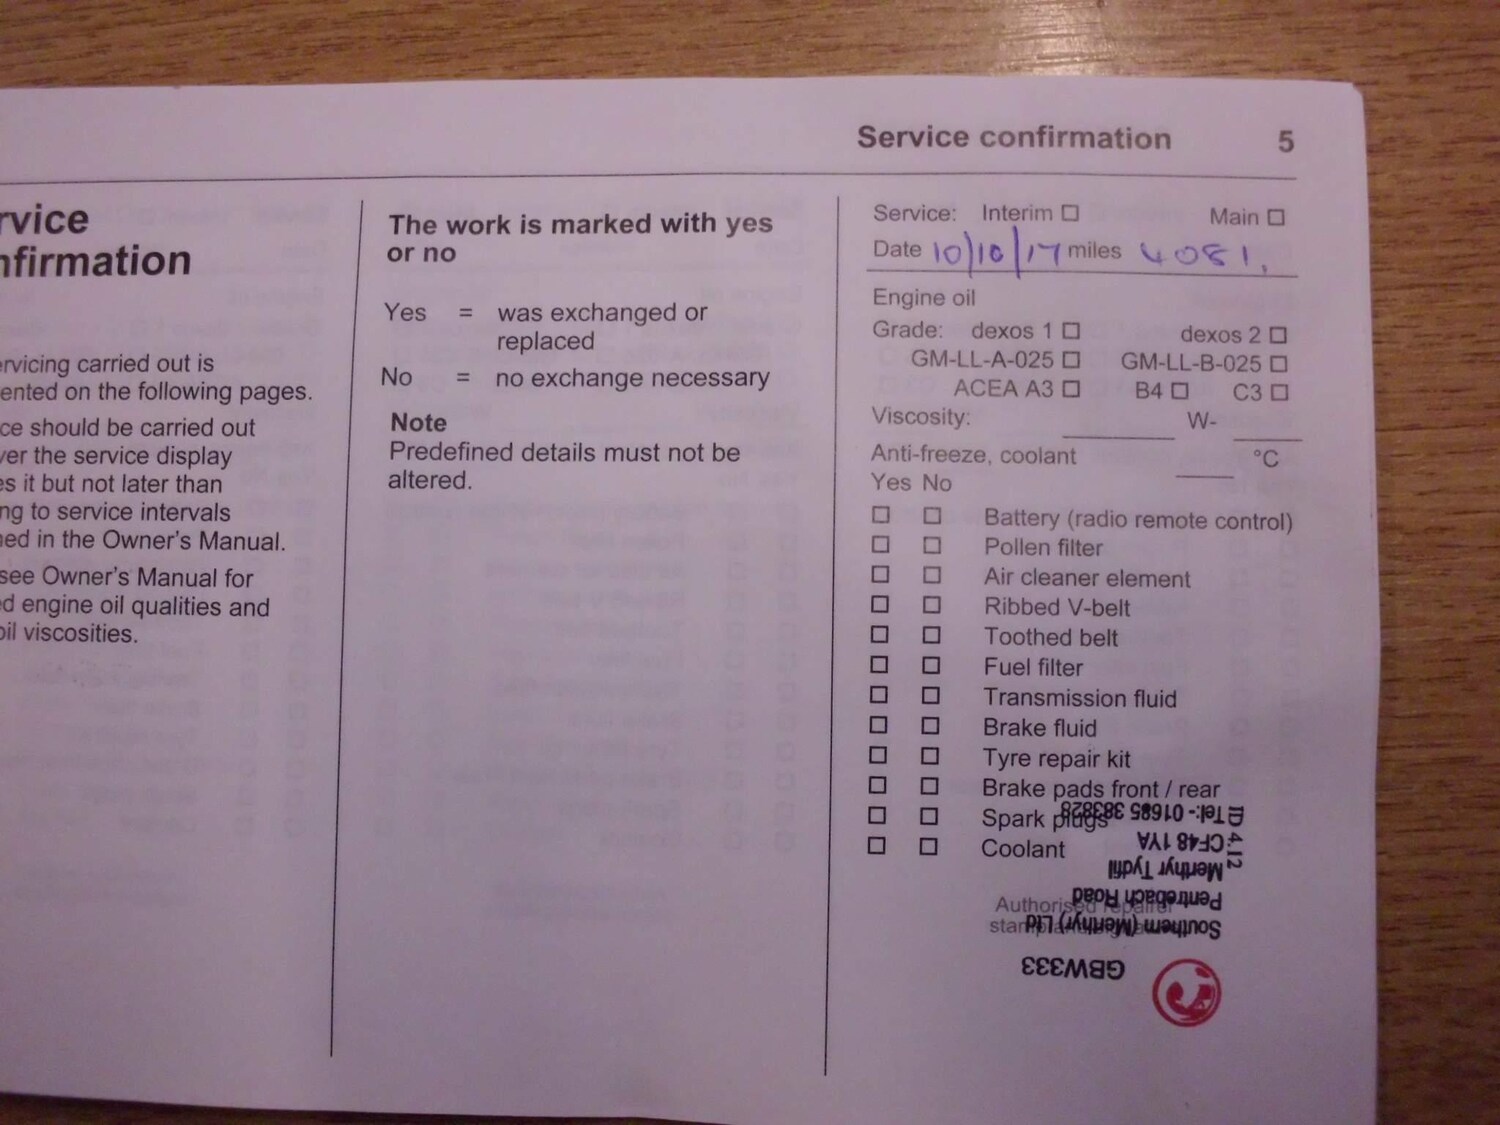 Service confirmation 5
rvice
nfirmation
ervicing carried out is
ented on the following pages.
ce should be carried out
ver the service display
es it but not later than
ng to service intervals
ned in the Owner's Manual.
see Owner's Manual for
d engine oil qualities and
oil viscosities.
The work is marked with yes
or no
Yes = was exchanged or
replaced
No = no exchange necessary
Note
Predefined details must not be
altered.
Service: Interim ☐ Main ☐
Date 10/10/17 miles 4081,
Engine oil
Grade: dexos 1 ☐ dexos 2 ☐
GM-LL-A-025 ☐ GM-LL-B-025 ☐
ACEA A3 ☐ B4 ☐ C3 ☐
Viscosity: ____ W- ____
Anti-freeze, coolant ____ °C
Yes No
☐ ☐ Battery (radio remote control)
☐ ☐ Pollen filter
☐ ☐ Air cleaner element
☐ ☐ Ribbed V-belt
☐ ☐ Toothed belt
☐ ☐ Fuel filter
☐ ☐ Transmission fluid
☐ ☐ Brake fluid
☐ ☐ Tyre repair kit
☐ ☐ Brake pads front / rear
☐ ☐ Spark plugs
☐ ☐ Coolant
Authorised repairer
stamp and
GBW333
Southern (Merthyr) Ltd
Pentrebach Road
Merthyr Tydfil
CF48 1YA
Tel:- 01685 383828